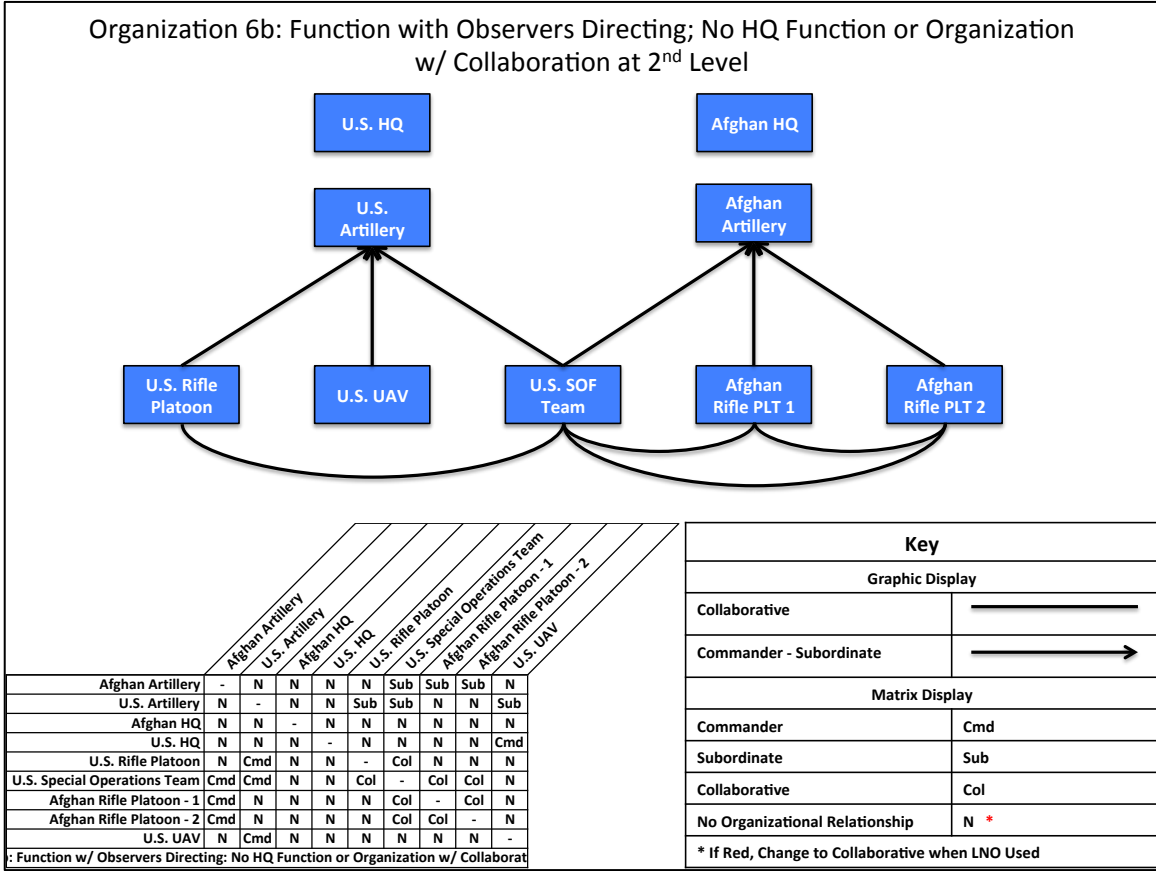 Organization 6b: Function with Observers Directing; No HQ Function or Organization
w/ Collaboration at 2nd Level
U.S. HQ
Afghan HQ
U.S.
Artillery
Afghan
Artillery
U.S. Rifle
Platoon
U.S. UAV
U.S. SOF
Team
Afghan
Rifle PLT 1
Afghan
Rifle PLT 2
Afghan Artillery
U.S. Artillery
Afghan HQ
U.S. HQ
U.S. Rifle Platoon
U.S. Special Operations Team
Afghan Rifle Platoon - 1
Afghan Rifle Platoon - 2
U.S. UAV
Afghan Artillery - N N N N Sub Sub Sub N
U.S. Artillery N - N N Sub Sub N N Sub
Afghan HQ N N - N N N N N N
U.S. HQ N N N - N N N N Cmd
U.S. Rifle Platoon N Cmd N N - Col N N N
U.S. Special Operations Team Cmd Cmd N N Col - Col Col N
Afghan Rifle Platoon - 1 Cmd N N N N Col - Col N
Afghan Rifle Platoon - 2 Cmd N N N N Col Col - N
U.S. UAV N Cmd N N N N N N -
: Function w/ Observers Directing: No HQ Function or Organization w/ Collaborat
Key
Graphic Display
Collaborative
Commander - Subordinate
Matrix Display
Commander Cmd
Subordinate Sub
Collaborative Col
No Organizational Relationship N *
* If Red, Change to Collaborative when LNO Used